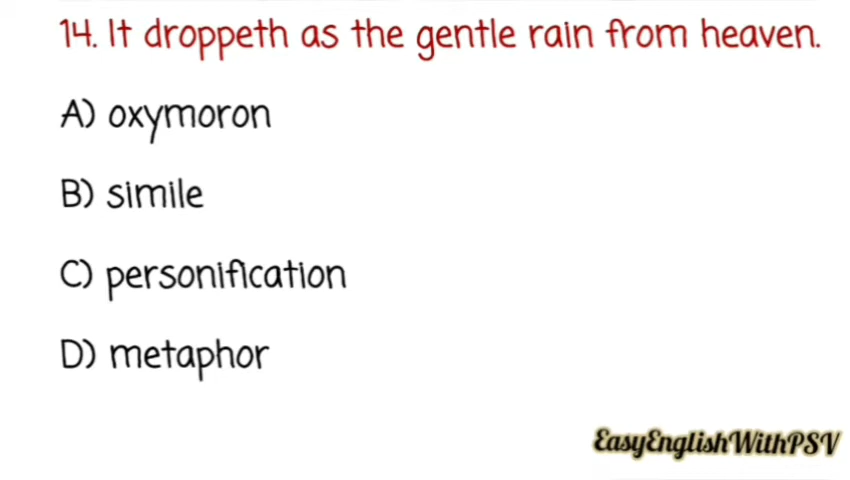 14. It droppeth as the gentle rain from heaven.
A) oxymoron
B) simile
C) personification
D) metaphor
EasyEnglishWithPSV